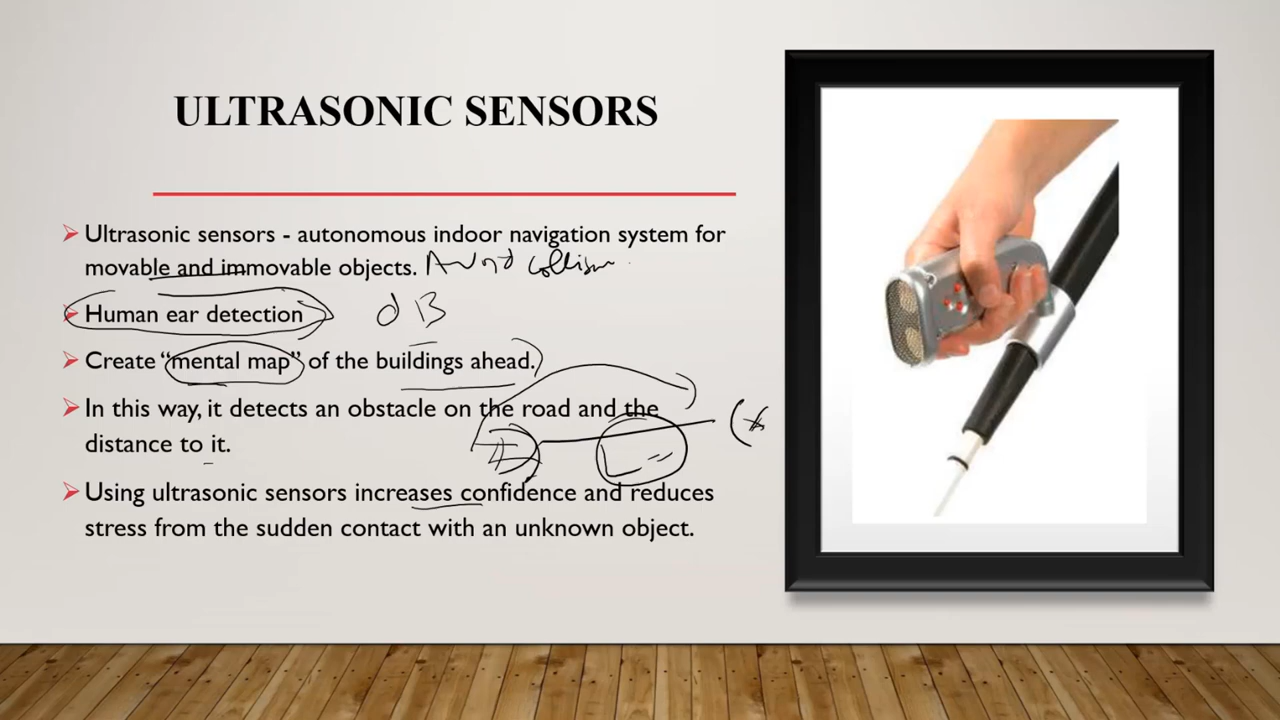 ULTRASONIC SENSORS
Ultrasonic sensors - autonomous indoor navigation system for
movable and immovable objects. Avoid collision
Human ear detection dB
Create “mental map” of the buildings ahead.
In this way, it detects an obstacle on the road and the
distance to it.
Using ultrasonic sensors increases confidence and reduces
stress from the sudden contact with an unknown object.